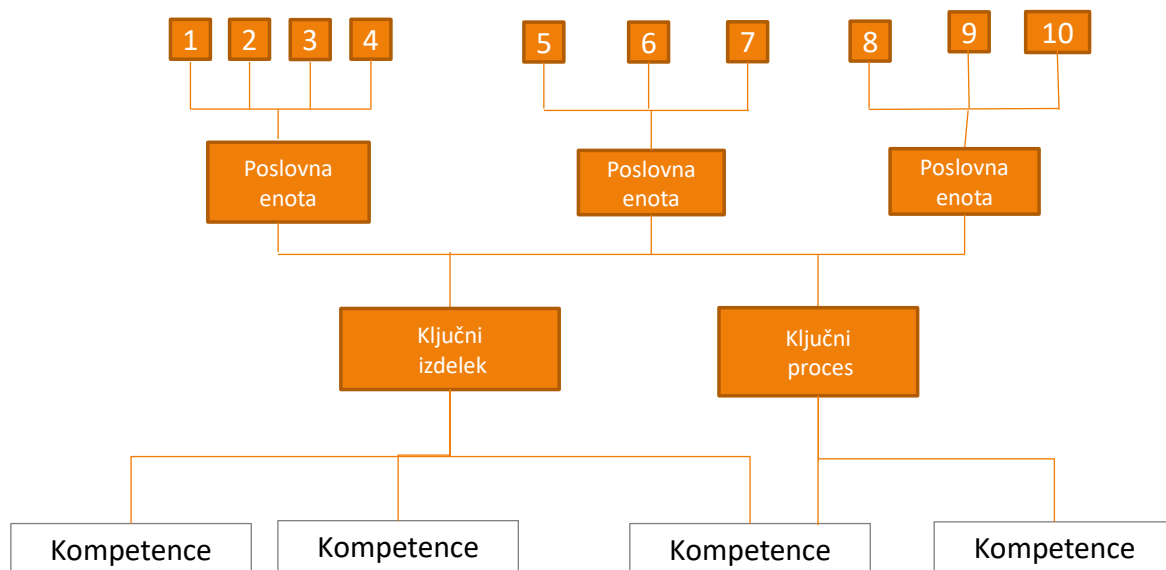 1
2
3
4
5
6
7
8
9
10
Poslovna
enota
Poslovna
enota
Poslovna
enota
Ključni
izdelek
Ključni
proces
Kompetence
Kompetence
Kompetence
Kompetence